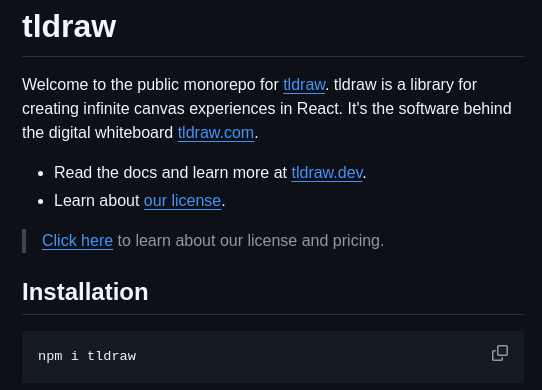 tldraw
Welcome to the public monorepo for tldraw. tldraw is a library for
creating infinite canvas experiences in React. It's the software behind
the digital whiteboard tldraw.com.
Read the docs and learn more at tldraw.dev.
Learn about our license.
Click here to learn about our license and pricing.
Installation
npm i tldraw